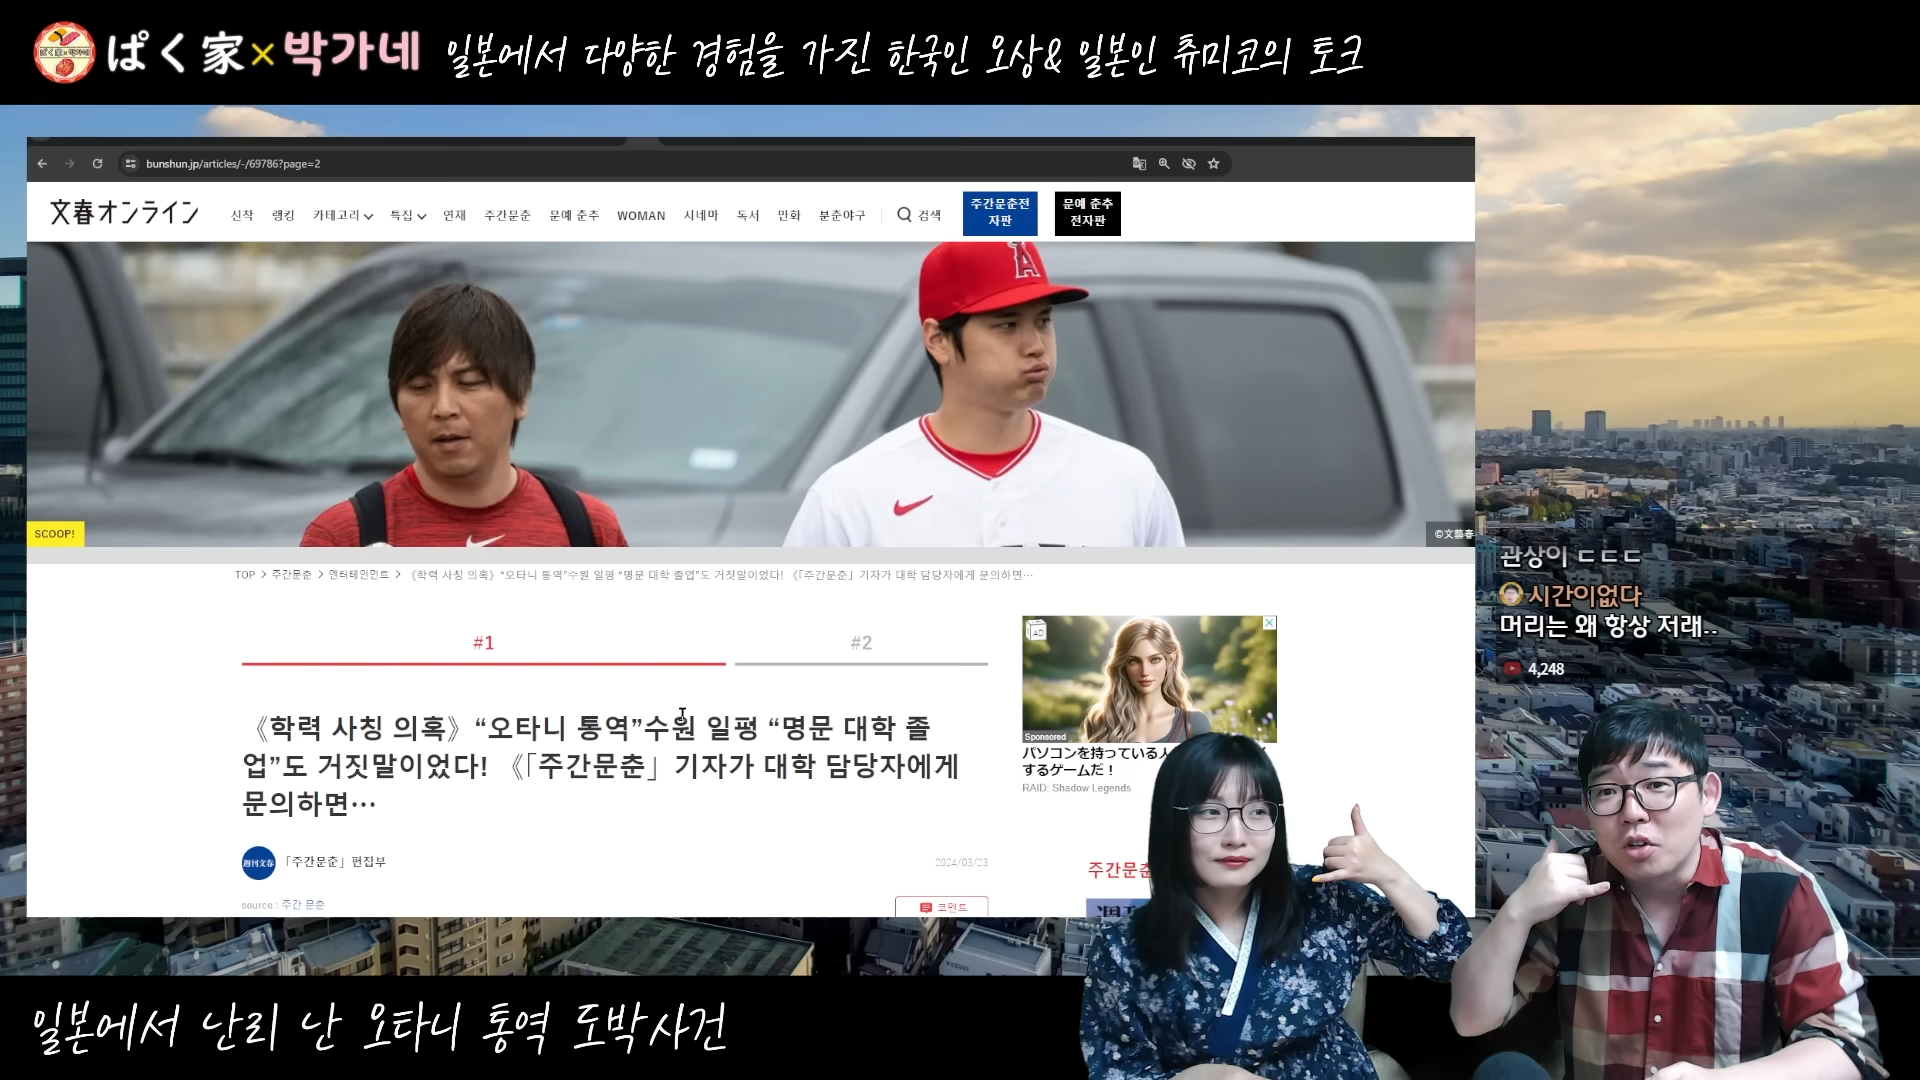 ぱく家×박가네 일본에서 다양한 경험을 가진 한국인 오상& 일본인 츄미코의 토크
bunshun.jp/articles/-/69786?page=2
文春オンライン 신착 랭킹 카테고리 특집 연재 주간문춘 문예 춘추 WOMAN 시네마 독서 만화 분춘야구 검색
주간문춘전
자판
문예 춘추
전자판
A
SCOOP!
©文藝春
TOP > 주간문춘 > 엔터테인먼트 > 《학력 사칭 의혹》“오타니 통역”수원 일평 “명문 대학 졸업”도 거짓말이었다! 《「주간문춘」기자가 대학 담당자에게 문의하면…
#1 #2
《학력 사칭 의혹》“오타니 통역”수원 일평 “명문 대학 졸
업”도 거짓말이었다! 《「주간문춘」기자가 대학 담당자에게
문의하면…
週刊文春 「주간문춘」편집부 2024/03/23
source : 주간 문춘
코멘트
AD
Sponsored
パソコンを持っている人
するゲームだ！
RAID: Shadow Legends
주간문춘
관상이 ㄷㄷㄷ
시간이없다
머리는 왜 항상 저래..
4,248
일본에서 난리 난 오타니 통역 도박사건